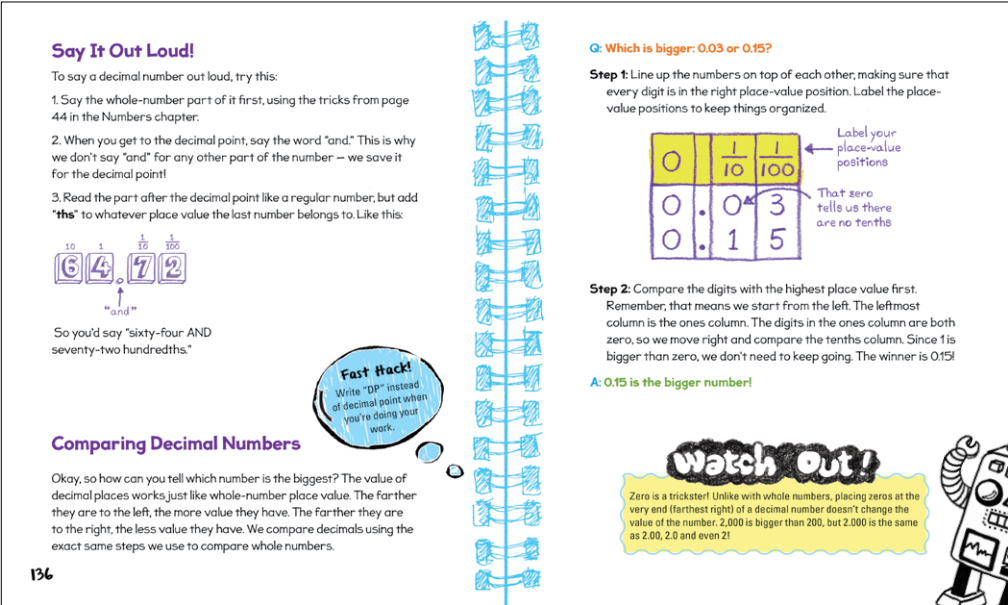 Say It Out Loud!
To say a decimal number out loud, try this:
1. Say the whole-number part of it first, using the tricks from page
44 in the Numbers chapter.
2. When you get to the decimal point, say the word “and.” This is why
we don’t say “and” for any other part of the number — we save it
for the decimal point!
3. Read the part after the decimal point like a regular number, but add
“ths” to whatever place value the last number belongs to. Like this:
10 1 1/10 1/100
64.72
“and”
So you’d say “sixty-four AND
seventy-two hundredths.”
Fast Hack!
Write “DP” instead
of decimal point when
you’re doing your
work.
Comparing Decimal Numbers
Okay, so how can you tell which number is the biggest? The value of
decimal places works just like whole-number place value. The farther
they are to the left, the more value they have. The farther they are
to the right, the less value they have. We compare decimals using the
exact same steps we use to compare whole numbers.
136
Q: Which is bigger: 0.03 or 0.15?
Step 1: Line up the numbers on top of each other, making sure that
every digit is in the right place-value position. Label the place-
value positions to keep things organized.
0 1/10 1/100
0 . 0 3
0 . 1 5
Label your
place-value
positions
That zero
tells us there
are no tenths
Step 2: Compare the digits with the highest place value first.
Remember, that means we start from the left. The leftmost
column is the ones column. The digits in the ones column are both
zero, so we move right and compare the tenths column. Since 1 is
bigger than zero, we don’t need to keep going. The winner is 0.15!
A: 0.15 is the bigger number!
Watch Out!
Zero is a trickster! Unlike with whole numbers, placing zeros at the
very end (farthest right) of a decimal number doesn’t change the
value of the number. 2,000 is bigger than 200, but 2.000 is the same
as 2.00, 2.0 and even 2!